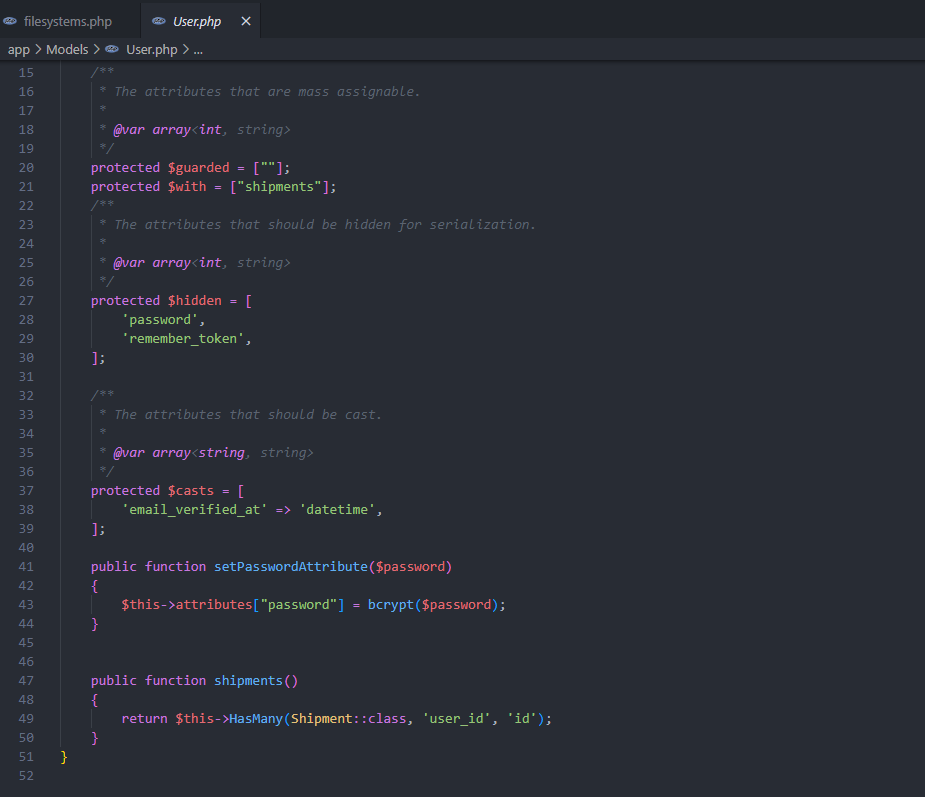 filesystems.php User.php ×
app > Models > User.php > ...
15 /**
16 * The attributes that are mass assignable.
17 *
18 * @var array<int, string>
19 */
20 protected $guarded = [""];
21 protected $with = ["shipments"];
22 /**
23 * The attributes that should be hidden for serialization.
24 *
25 * @var array<int, string>
26 */
27 protected $hidden = [
28 'password',
29 'remember_token',
30 ];
31
32 /**
33 * The attributes that should be cast.
34 *
35 * @var array<string, string>
36 */
37 protected $casts = [
38 'email_verified_at' => 'datetime',
39 ];
40
41 public function setPasswordAttribute($password)
42 {
43 $this->attributes["password"] = bcrypt($password);
44 }
45
46
47 public function shipments()
48 {
49 return $this->HasMany(Shipment::class, 'user_id', 'id');
50 }
51 }
52